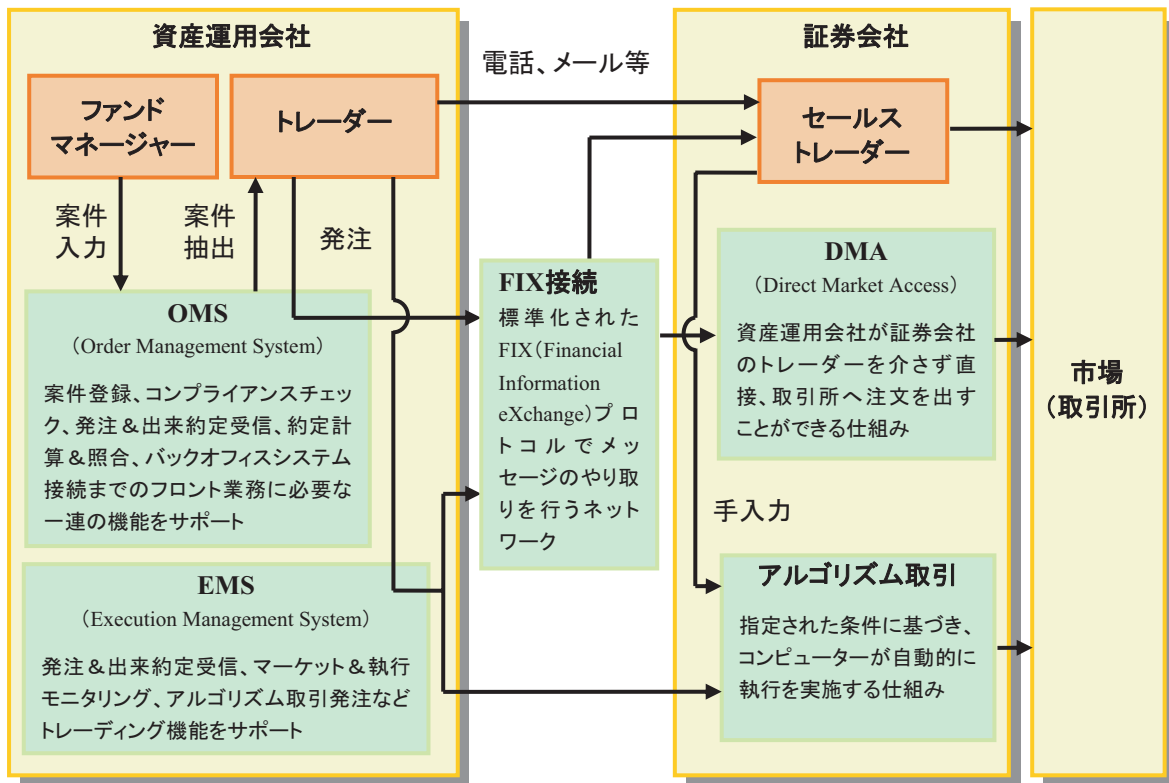 資産運用会社
ファンド
マネージャー
トレーダー
案件
入力
案件
抽出
発注
OMS
（Order Management System）
案件登録、コンプライアンスチェッ
ク、発注＆出来約定受信、約定計
算＆照合、バックオフィスシステム
接続までのフロント業務に必要な
一連の機能をサポート
EMS
（Execution Management System）
発注＆出来約定受信、マーケット＆執行
モニタリング、アルゴリズム取引発注など
トレーディング機能をサポート
電話、メール等
FIX接続
標準化された
FIX（Financial
Information
eXchange）プロ
トコルでメッ
セージのやり取
りを行うネット
ワーク
証券会社
セールス
トレーダー
DMA
（Direct Market Access）
資産運用会社が証券会社
のトレーダーを介さず直
接、取引所へ注文を出す
ことができる仕組み
手入力
アルゴリズム取引
指定された条件に基づき、
コンピューターが自動的に
執行を実施する仕組み
市場
（取引所）